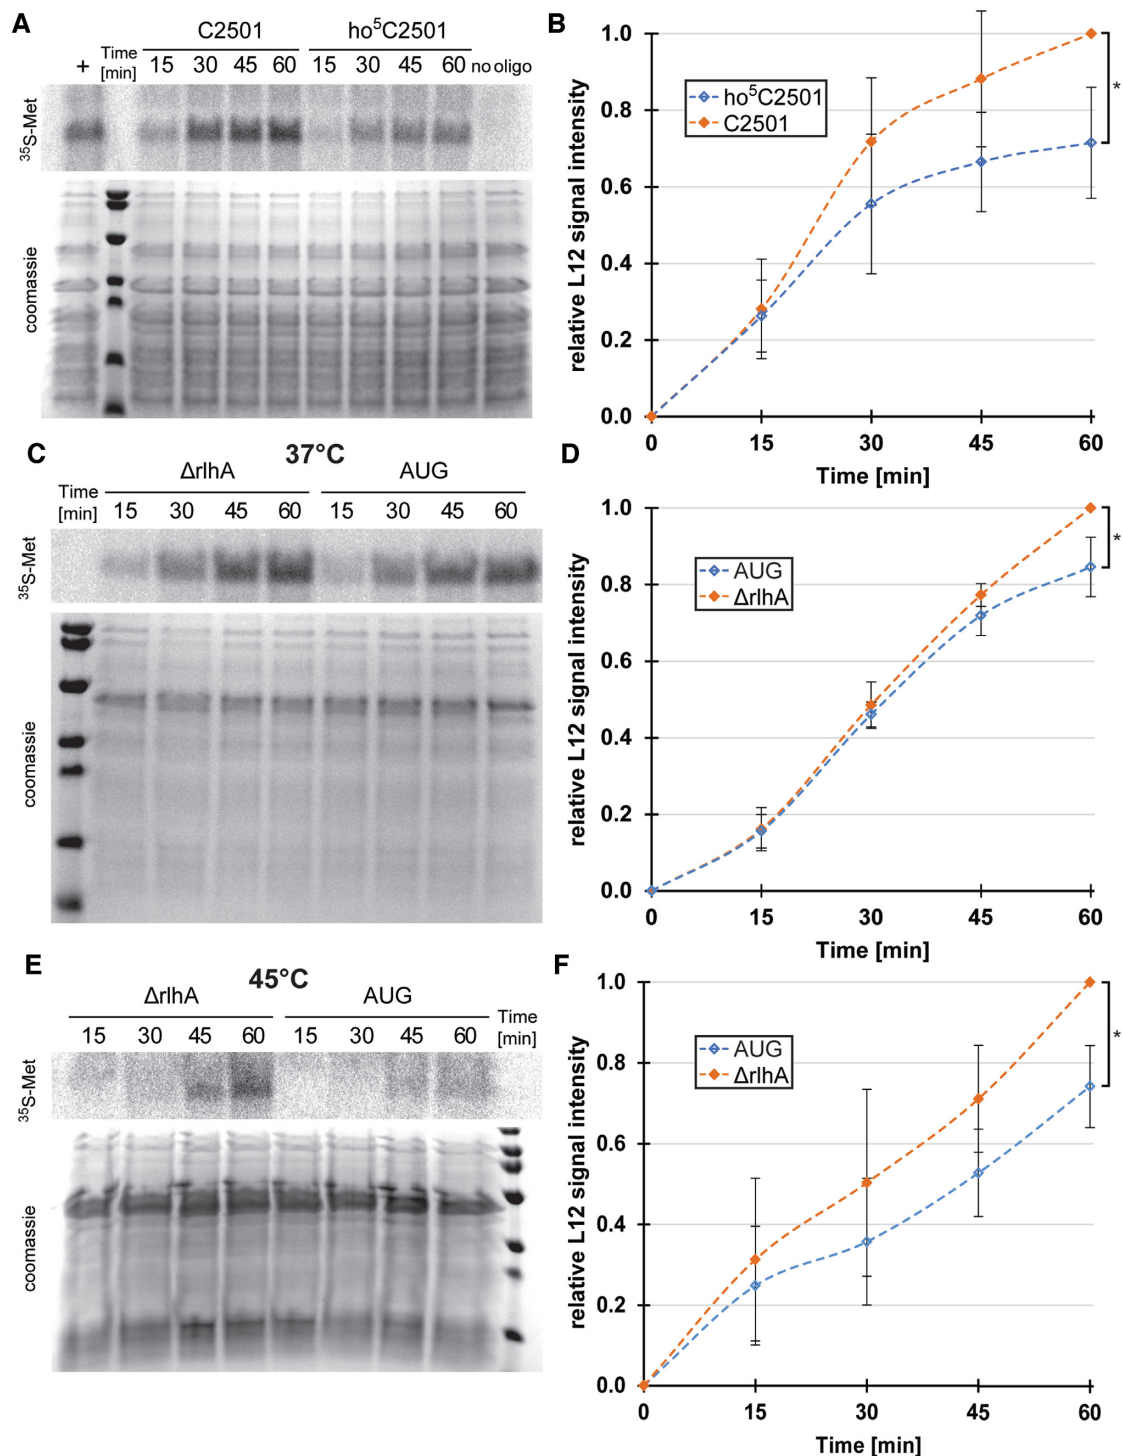 A
C2501 ho⁵C2501
Time
+ [min] 15 30 45 60 15 30 45 60 no oligo
³⁵S-Met
coomassie
B
relative L12 signal intensity
1.0
0.8
0.6
0.4
0.2
0.0
ho⁵C2501
C2501
*
0 15 30 45 60
Time [min]
C
37°C
ΔrlhA AUG
Time
[min] 15 30 45 60 15 30 45 60
³⁵S-Met
coomassie
D
relative L12 signal intensity
1.0
0.8
0.6
0.4
0.2
0.0
AUG
ΔrlhA
*
0 15 30 45 60
Time [min]
E
45°C
ΔrlhA AUG
Time
15 30 45 60 15 30 45 60 [min]
³⁵S-Met
coomassie
F
relative L12 signal intensity
1.0
0.8
0.6
0.4
0.2
0.0
AUG
ΔrlhA
*
0 15 30 45 60
Time [min]